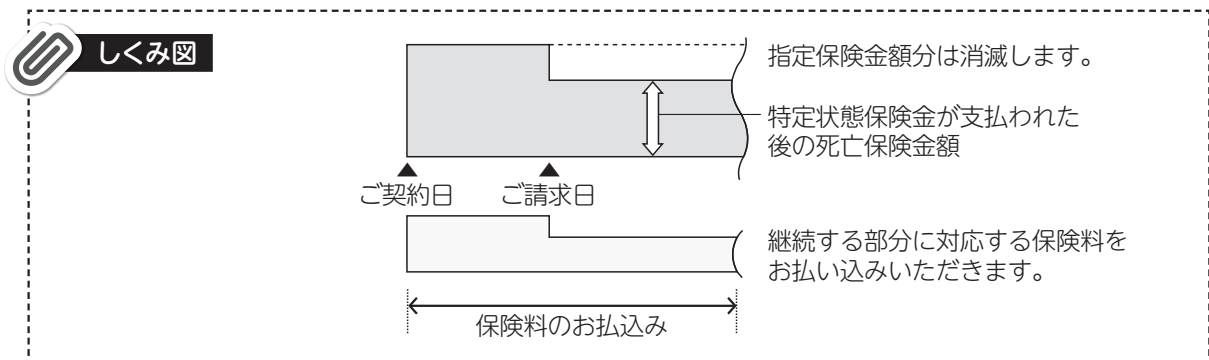 しくみ図
指定保険金額分は消滅します。
特定状態保険金が支払われた
後の死亡保険金額
ご契約日
ご請求日
継続する部分に対応する保険料を
お払い込みいただきます。
保険料のお払込み